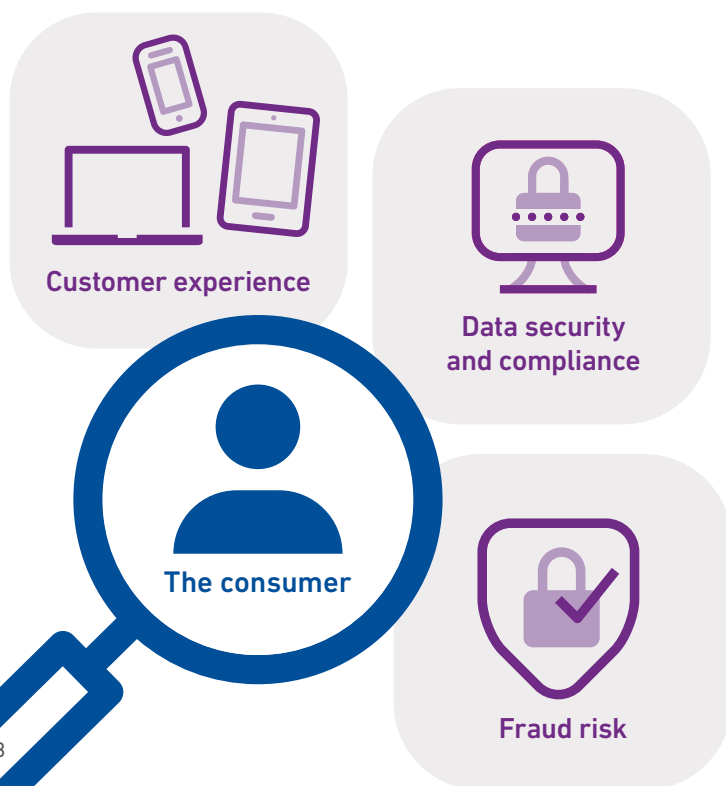 Customer experience
Data security
and compliance
The consumer
Fraud risk